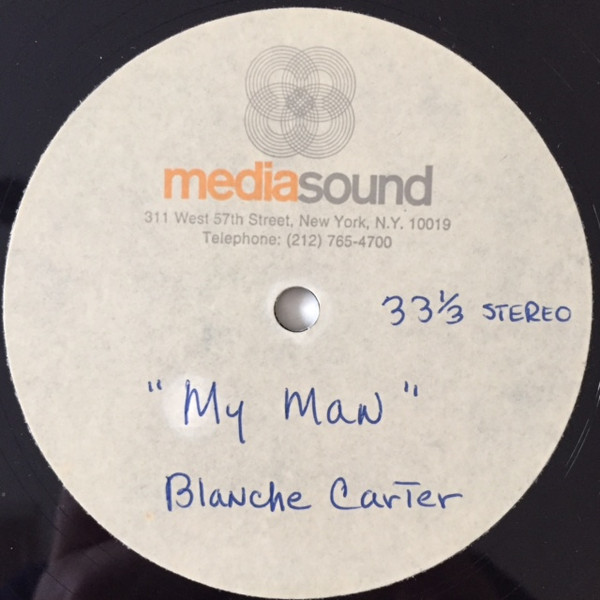 mediasound
311 West 57th Street, New York, N.Y. 10019
Telephone: (212) 765-4700
33⅓ STEREO
"My Man"
Blanche Carter